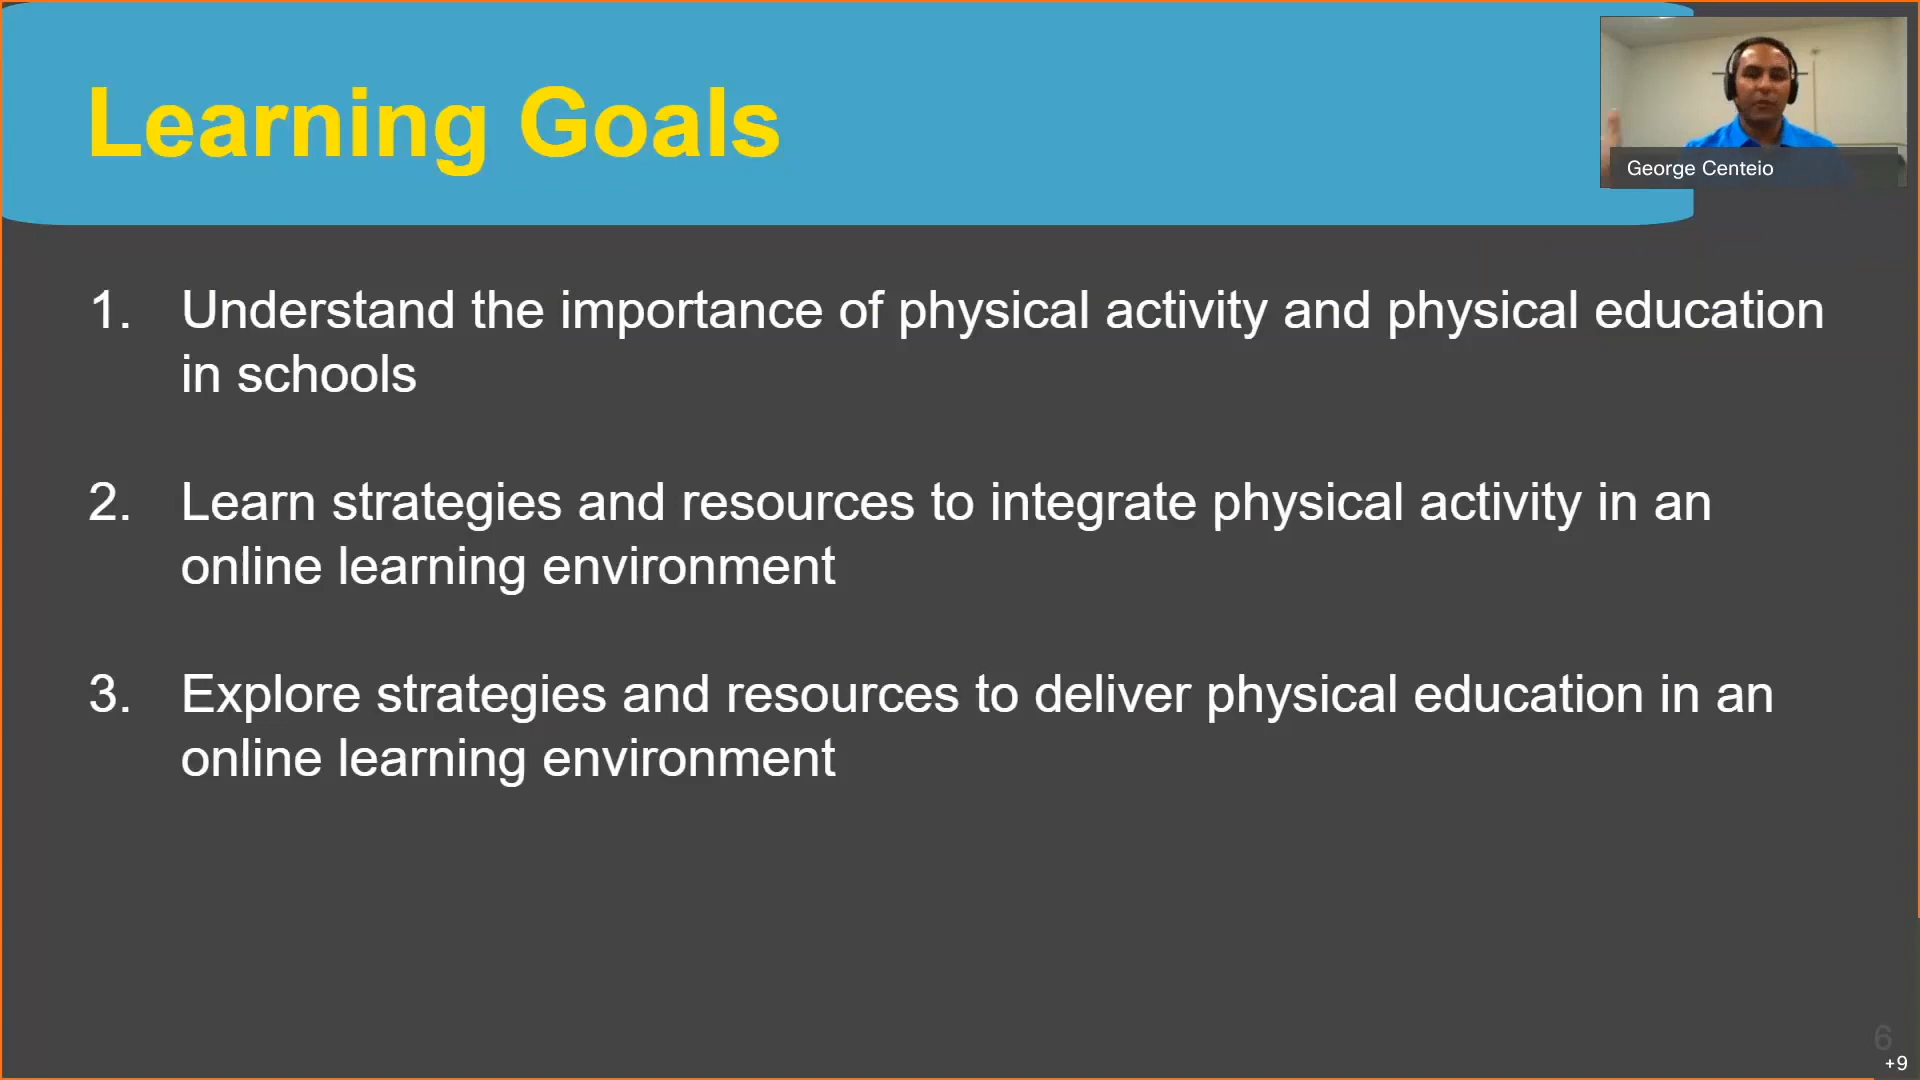 Learning Goals
George Centeio
1. Understand the importance of physical activity and physical education
in schools
2. Learn strategies and resources to integrate physical activity in an
online learning environment
3. Explore strategies and resources to deliver physical education in an
online learning environment
6
+9